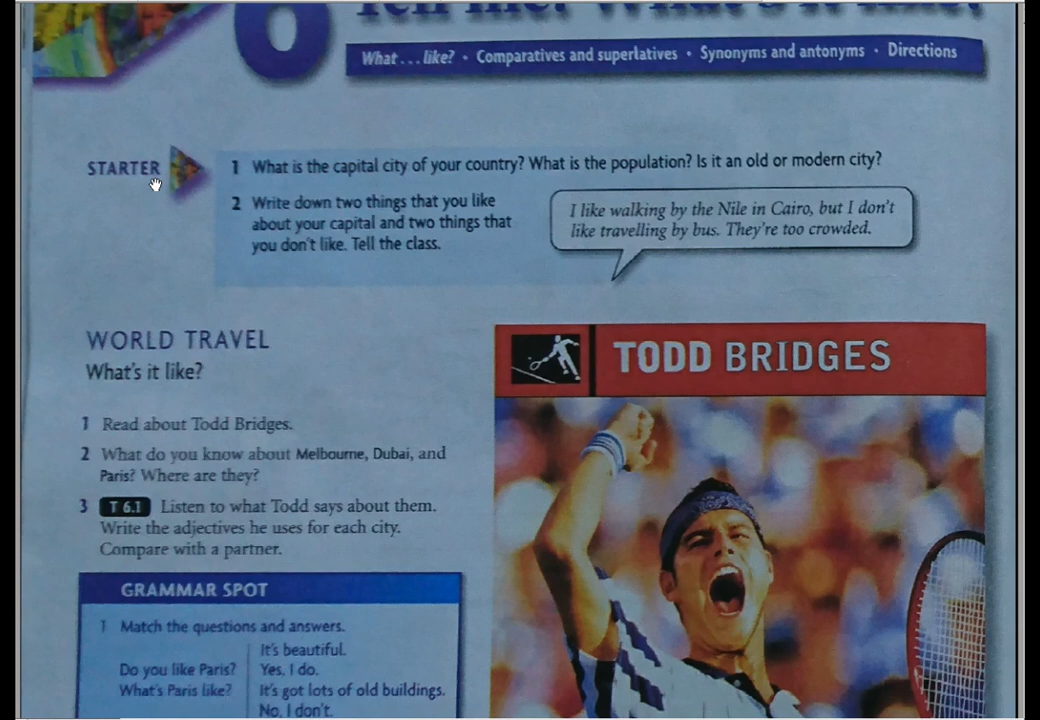 6
Tell me! What's it like?
What...like? • Comparatives and superlatives • Synonyms and antonyms • Directions
STARTER
1 What is the capital city of your country? What is the population? Is it an old or modern city?
2 Write down two things that you like
about your capital and two things that
you don't like. Tell the class.
I like walking by the Nile in Cairo, but I don't
like travelling by bus. They're too crowded.
WORLD TRAVEL
What's it like?
1 Read about Todd Bridges.
2 What do you know about Melbourne, Dubai, and
Paris? Where are they?
3 T 6.1 Listen to what Todd says about them.
Write the adjectives he uses for each city.
Compare with a partner.
GRAMMAR SPOT
1 Match the questions and answers.
It's beautiful.
Do you like Paris? Yes, I do.
What's Paris like? It's got lots of old buildings.
No, I don't.
TODD BRIDGES